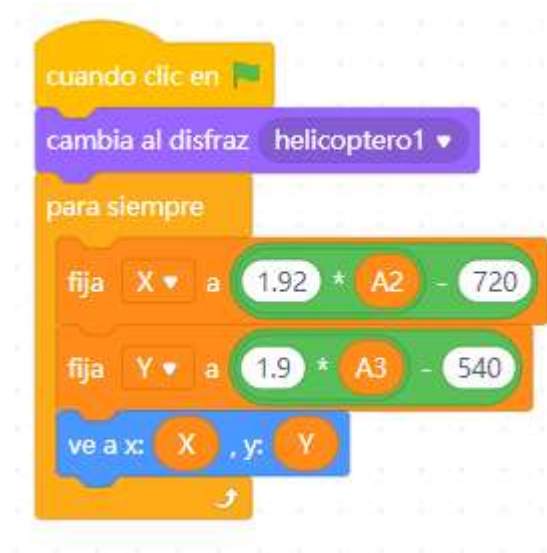 cuando clic en
cambia al disfraz helicoptero1
para siempre
fija X a 1.92 * A2 - 720
fija Y a 1.9 * A3 - 540
ve a x: X , y: Y